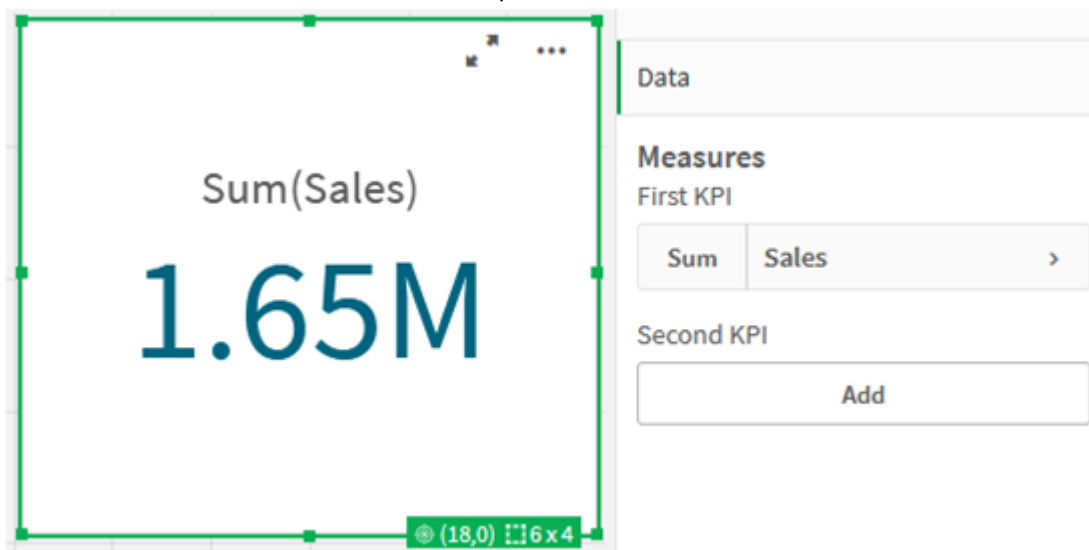 Sum(Sales)
1.65M
(18,0) 6 x 4
Data
Measures
First KPI
Sum Sales
Second KPI
Add